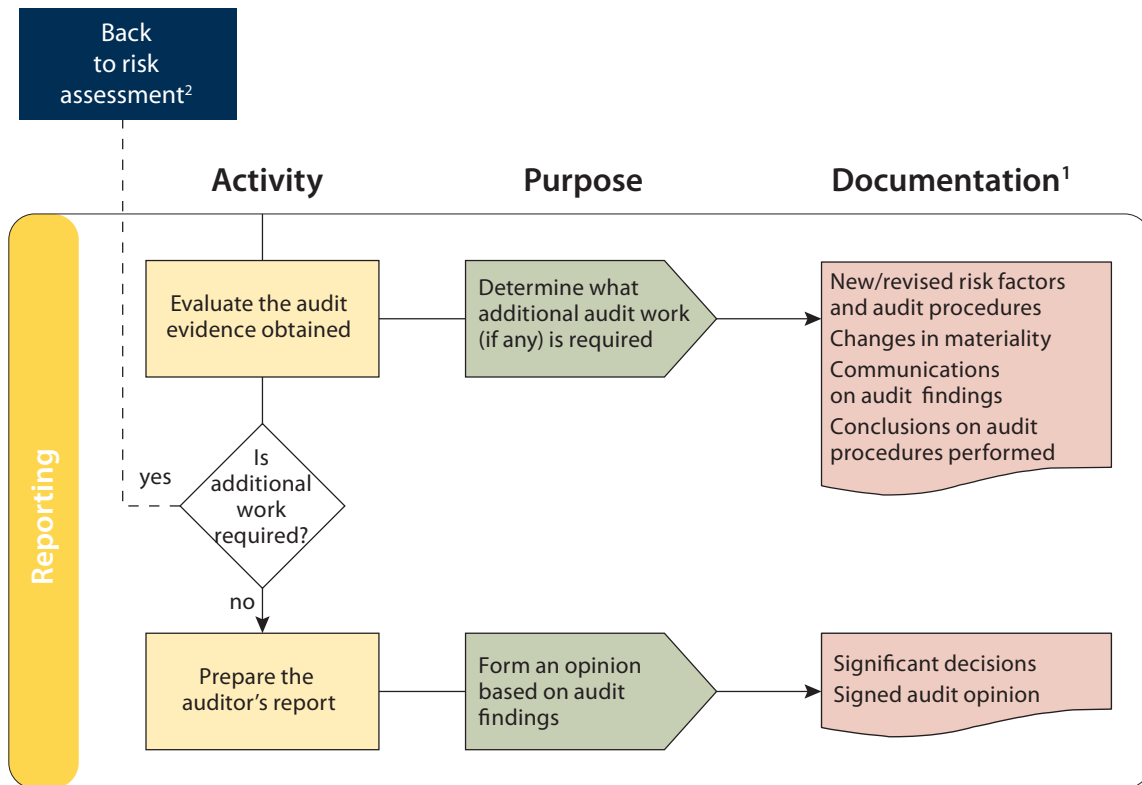 Back
to risk
assessment²
Activity
Purpose
Documentation¹
Reporting
Evaluate the audit
evidence obtained
Determine what
additional audit work
(if any) is required
New/revised risk factors
and audit procedures
Changes in materiality
Communications
on audit findings
Conclusions on audit
procedures performed
yes
Is
additional
work
required?
no
Prepare the
auditor’s report
Form an opinion
based on audit
findings
Significant decisions
Signed audit opinion